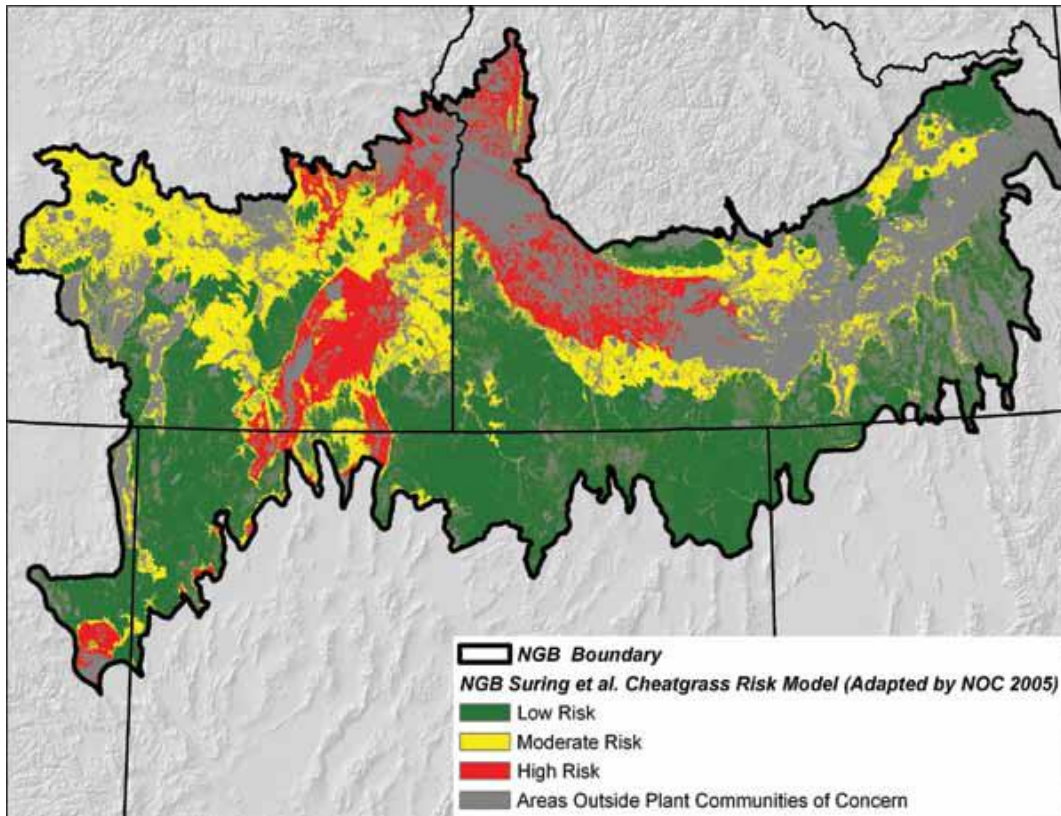 NGB Boundary
NGB Suring et al. Cheatgrass Risk Model (Adapted by NOC 2005)
Low Risk
Moderate Risk
High Risk
Areas Outside Plant Communities of Concern